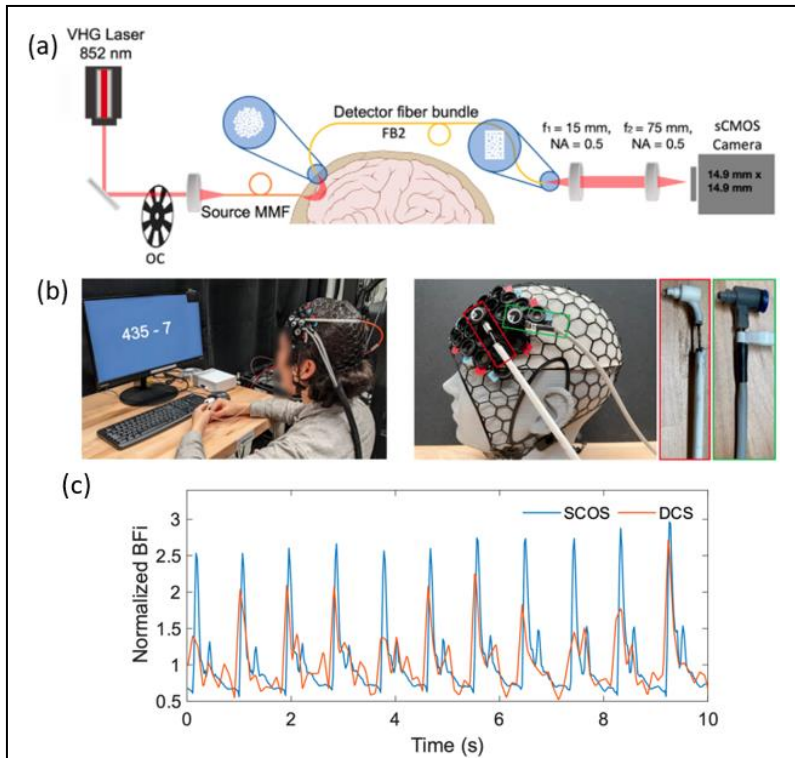 (a)
VHG Laser
852 nm
OC
Source MMF
Detector fiber bundle
FB2
f₁ = 15 mm,
NA = 0.5
f₂ = 75 mm,
NA = 0.5
sCMOS
Camera
14.9 mm x
14.9 mm
(b)
435 - 7
(c)
SCOS
DCS
Normalized BFi
3
2.5
2
1.5
1
0.5
0
2
4
6
8
10
Time (s)